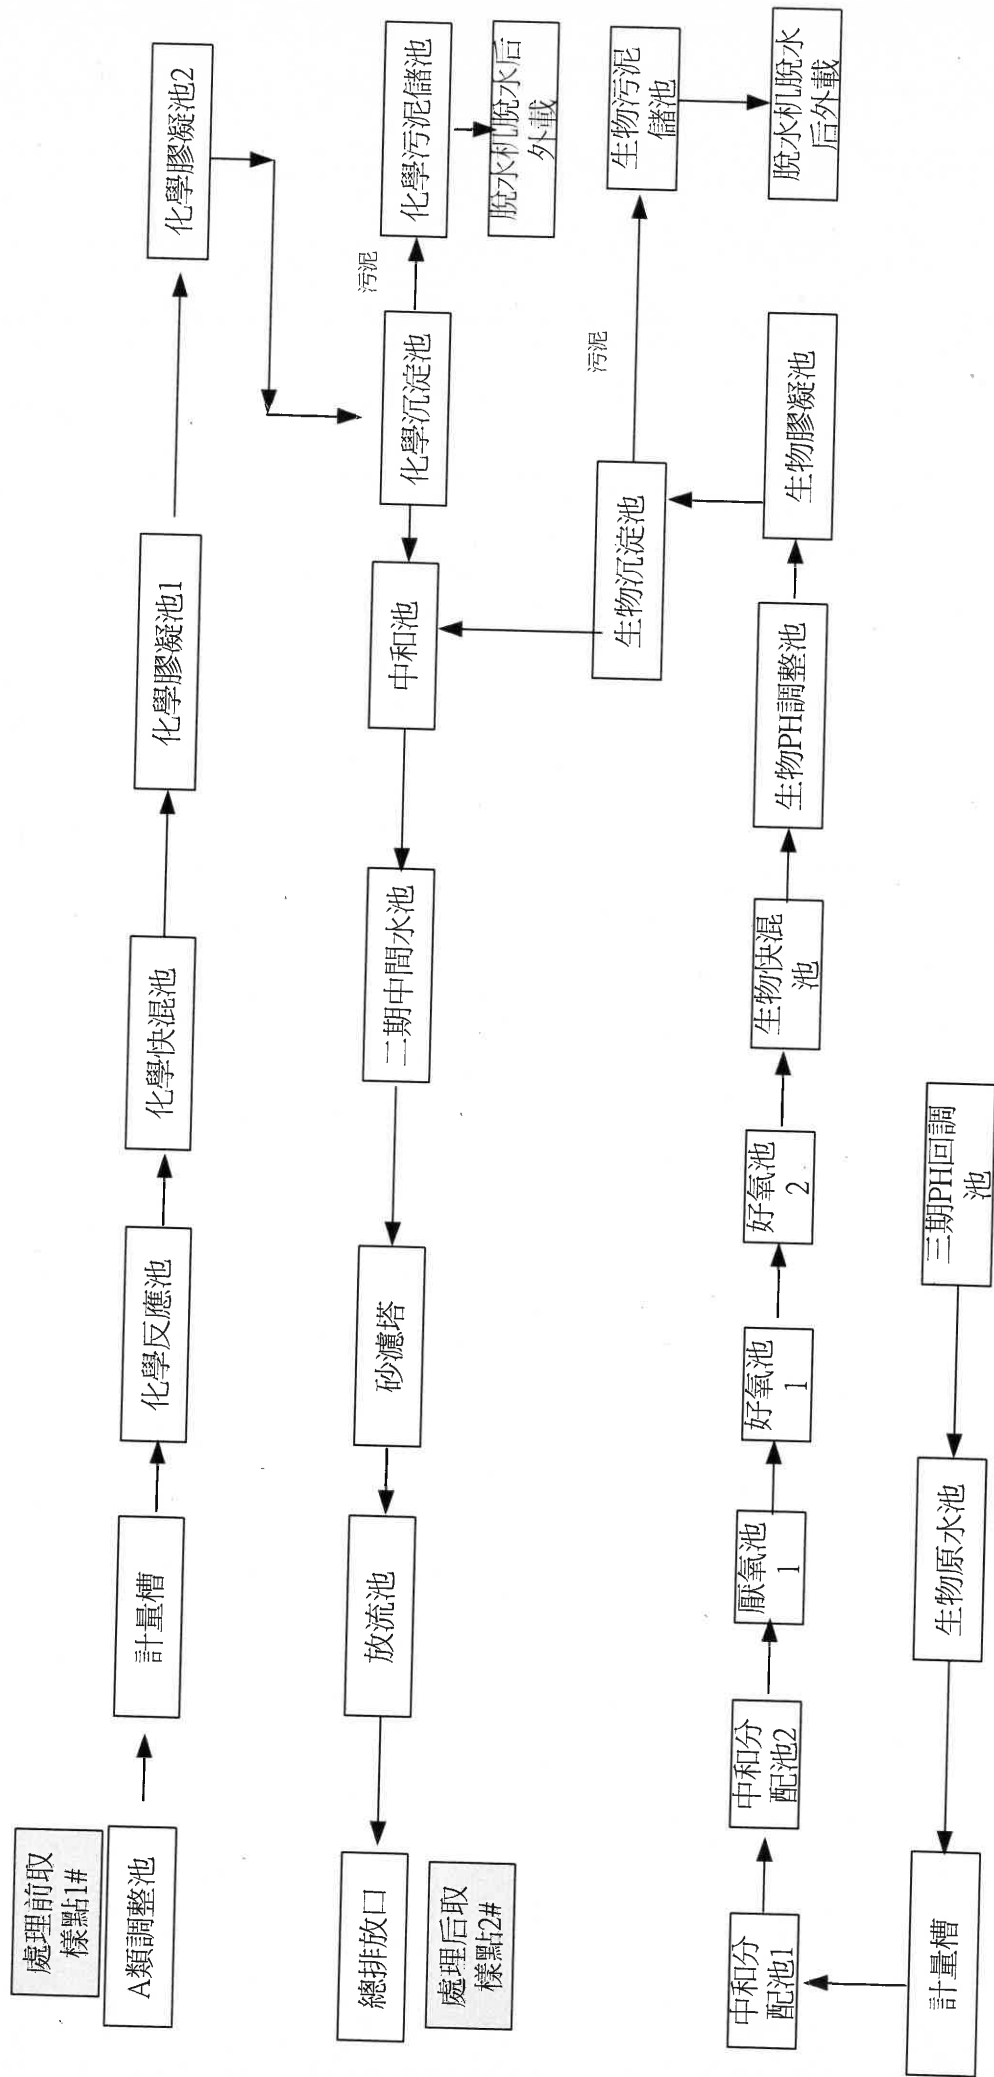 處理前取
樣點1#
A類調整池
計量槽
化學反應池
化學快混池
化學膠凝池1
化學膠凝池2
總排放口
處理后取
樣點2#
放流池
砂濾塔
二期中間水池
中和池
化學沉淀池
污泥
化學污泥儲池
脫水机脫水后
外載
生物沉淀池
污泥
生物污泥
儲池
脫水机脫水
后外載
中和分
配池1
中和分
配池2
厭氧池
1
好氧池
1
好氧池
2
生物快混
池
生物PH調整池
生物膠凝池
計量槽
生物原水池
三期PH回調
池